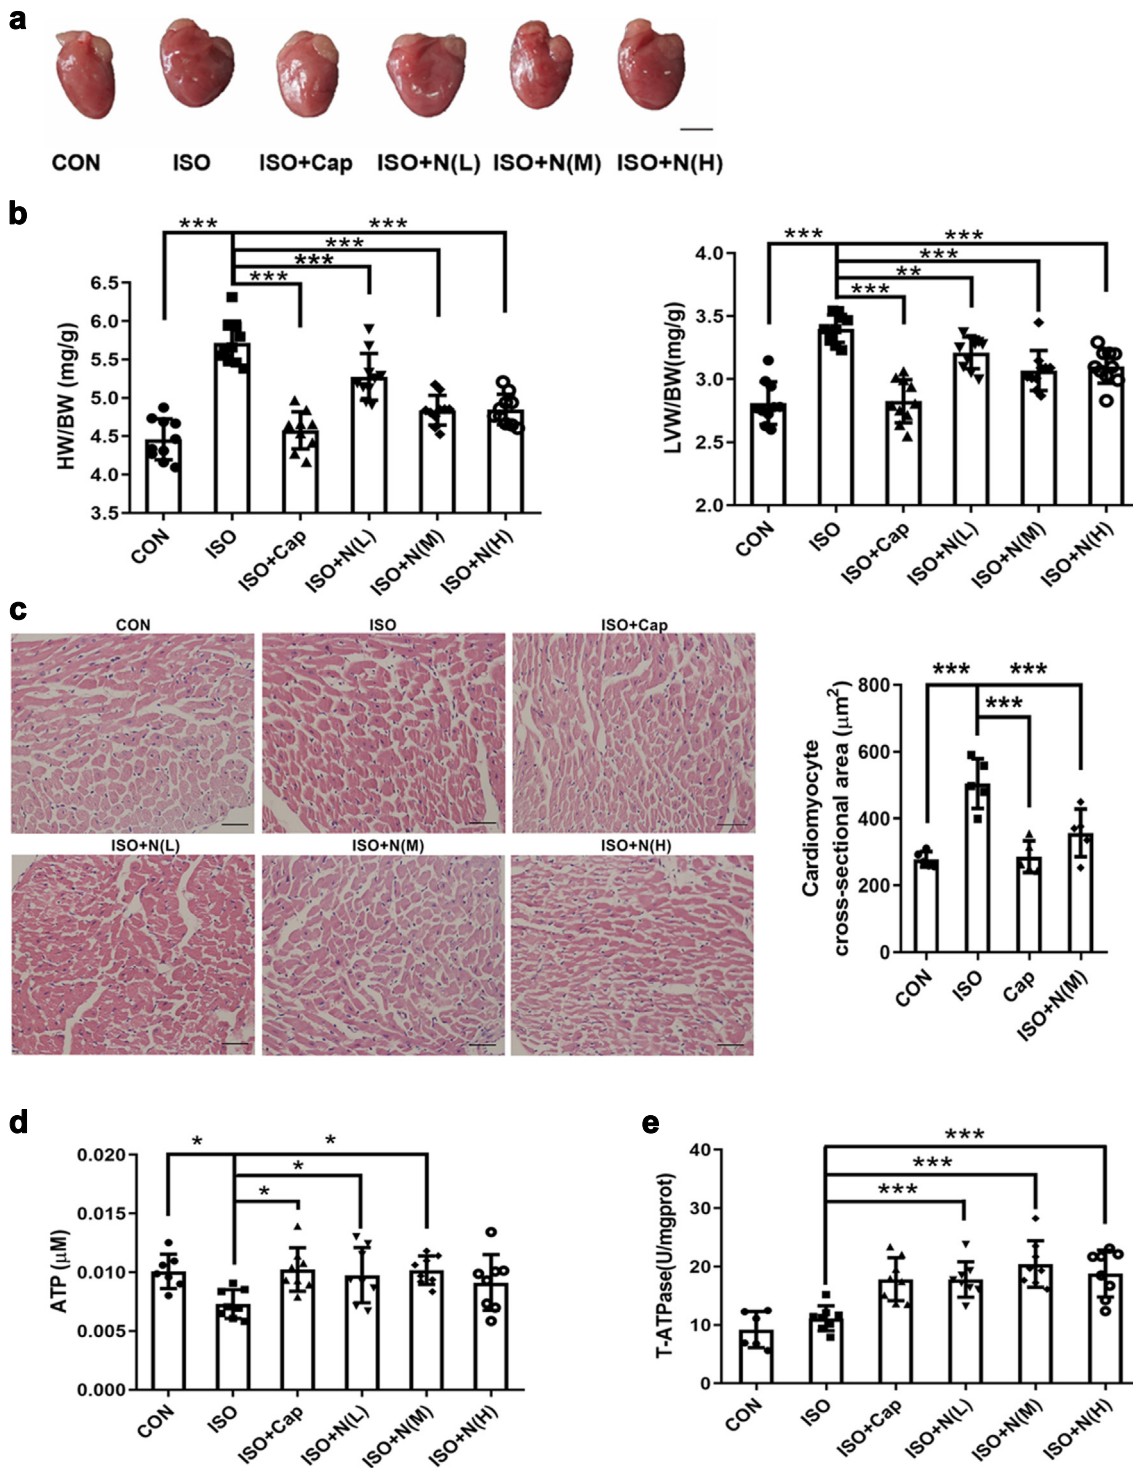 a
CON ISO ISO+Cap ISO+N(L) ISO+N(M) ISO+N(H)
b
*** ***
***
***
***
HW/BW (mg/g)
6.5
6.0
5.5
5.0
4.5
4.0
3.5
CON ISO ISO+Cap ISO+N(L) ISO+N(M) ISO+N(H)
*** ***
***
**
***
LVW/BW(mg/g)
4.0
3.5
3.0
2.5
2.0
CON ISO ISO+Cap ISO+N(L) ISO+N(M) ISO+N(H)
c
CON ISO ISO+Cap
ISO+N(L) ISO+N(M) ISO+N(H)
*** ***
***
Cardiomyocyte
cross-sectional area (μm²)
800
600
400
200
0
CON ISO Cap ISO+N(M)
d
* *
*
*
ATP (μM)
0.020
0.015
0.010
0.005
0.000
CON ISO ISO+Cap ISO+N(L) ISO+N(M) ISO+N(H)
e
***
***
***
T-ATPase(U/mgprot)
40
30
20
10
0
CON ISO ISO+Cap ISO+N(L) ISO+N(M) ISO+N(H)